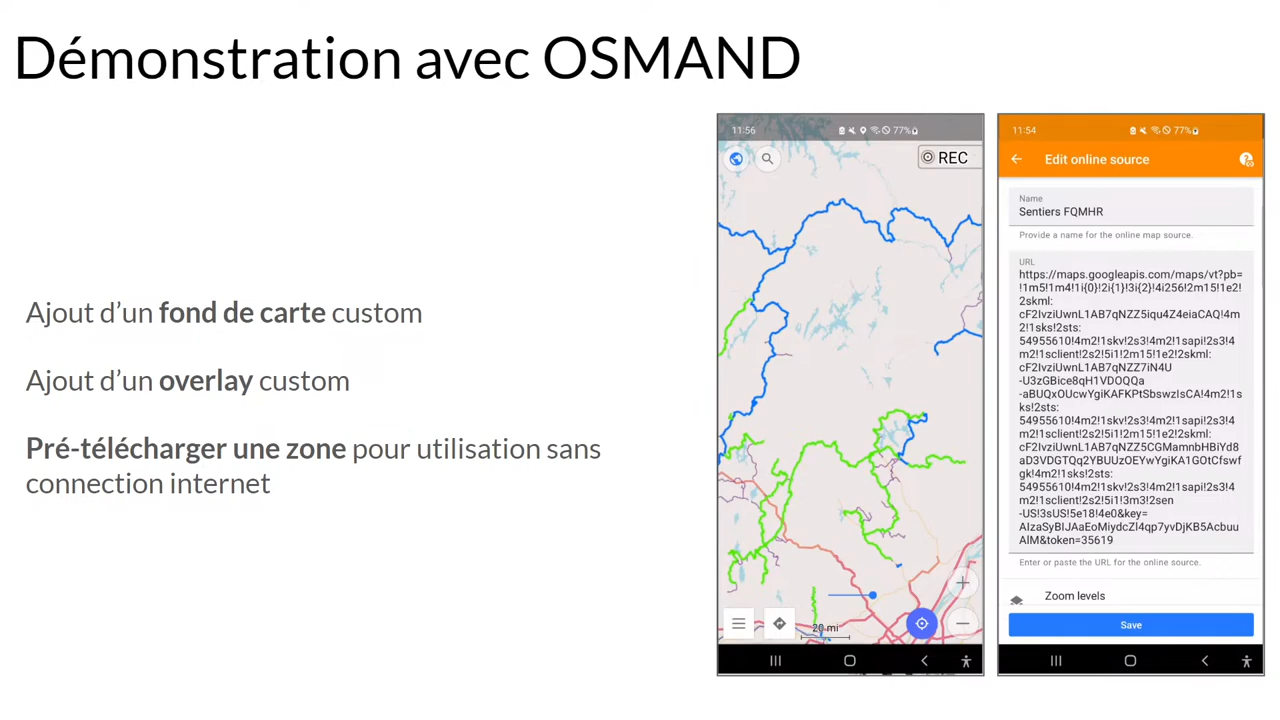 Démonstration avec OSMAND
Ajout d’un fond de carte custom
Ajout d’un overlay custom
Pré-télécharger une zone pour utilisation sans
connection internet
11:56
77%
REC
20 mi
11:54
77%
Edit online source
Name
Sentiers FQMHR
Provide a name for the online map source.
URL
https://maps.googleapis.com/maps/vt?pb=
!1m5!1m4!1i{0}!2i{1}!3i{2}!4i256!2m15!1e2!
2skml:
cF2IvziUwnL1AB7qNZZ5iqu4Z4eiaCAQ!4m
2!1sks!2sts:
54955610!4m2!1skv!2s3!4m2!1sapi!2s3!4
m2!1sclient!2s2!5i1!2m15!1e2!2skml:
cF2IvziUwnL1AB7qNZZ7iN4U
-U3zGBice8qH1VDOQQa
-aBUQxOUcwYgiKAFKPtSbswzIsCA!4m2!1s
ks!2sts:
54955610!4m2!1skv!2s3!4m2!1sapi!2s3!4
m2!1sclient!2s2!5i1!2m15!1e2!2skml:
cF2IvziUwnL1AB7qNZZ5CGMamnbHBiYd8
aD3VDGTQq2YBUUzOEYwYgiKA1GOtCfswf
gk!4m2!1sks!2sts:
54955610!4m2!1skv!2s3!4m2!1sapi!2s3!4
m2!1sclient!2s2!5i1!3m3!2sen
-US!3sUS!5e18!4e0&key=
AIzaSyBIJAaEoMiydcZl4qp7yvDjKB5Acbuu
AIM&token=35619
Enter or paste the URL for the online source.
Zoom levels
Save